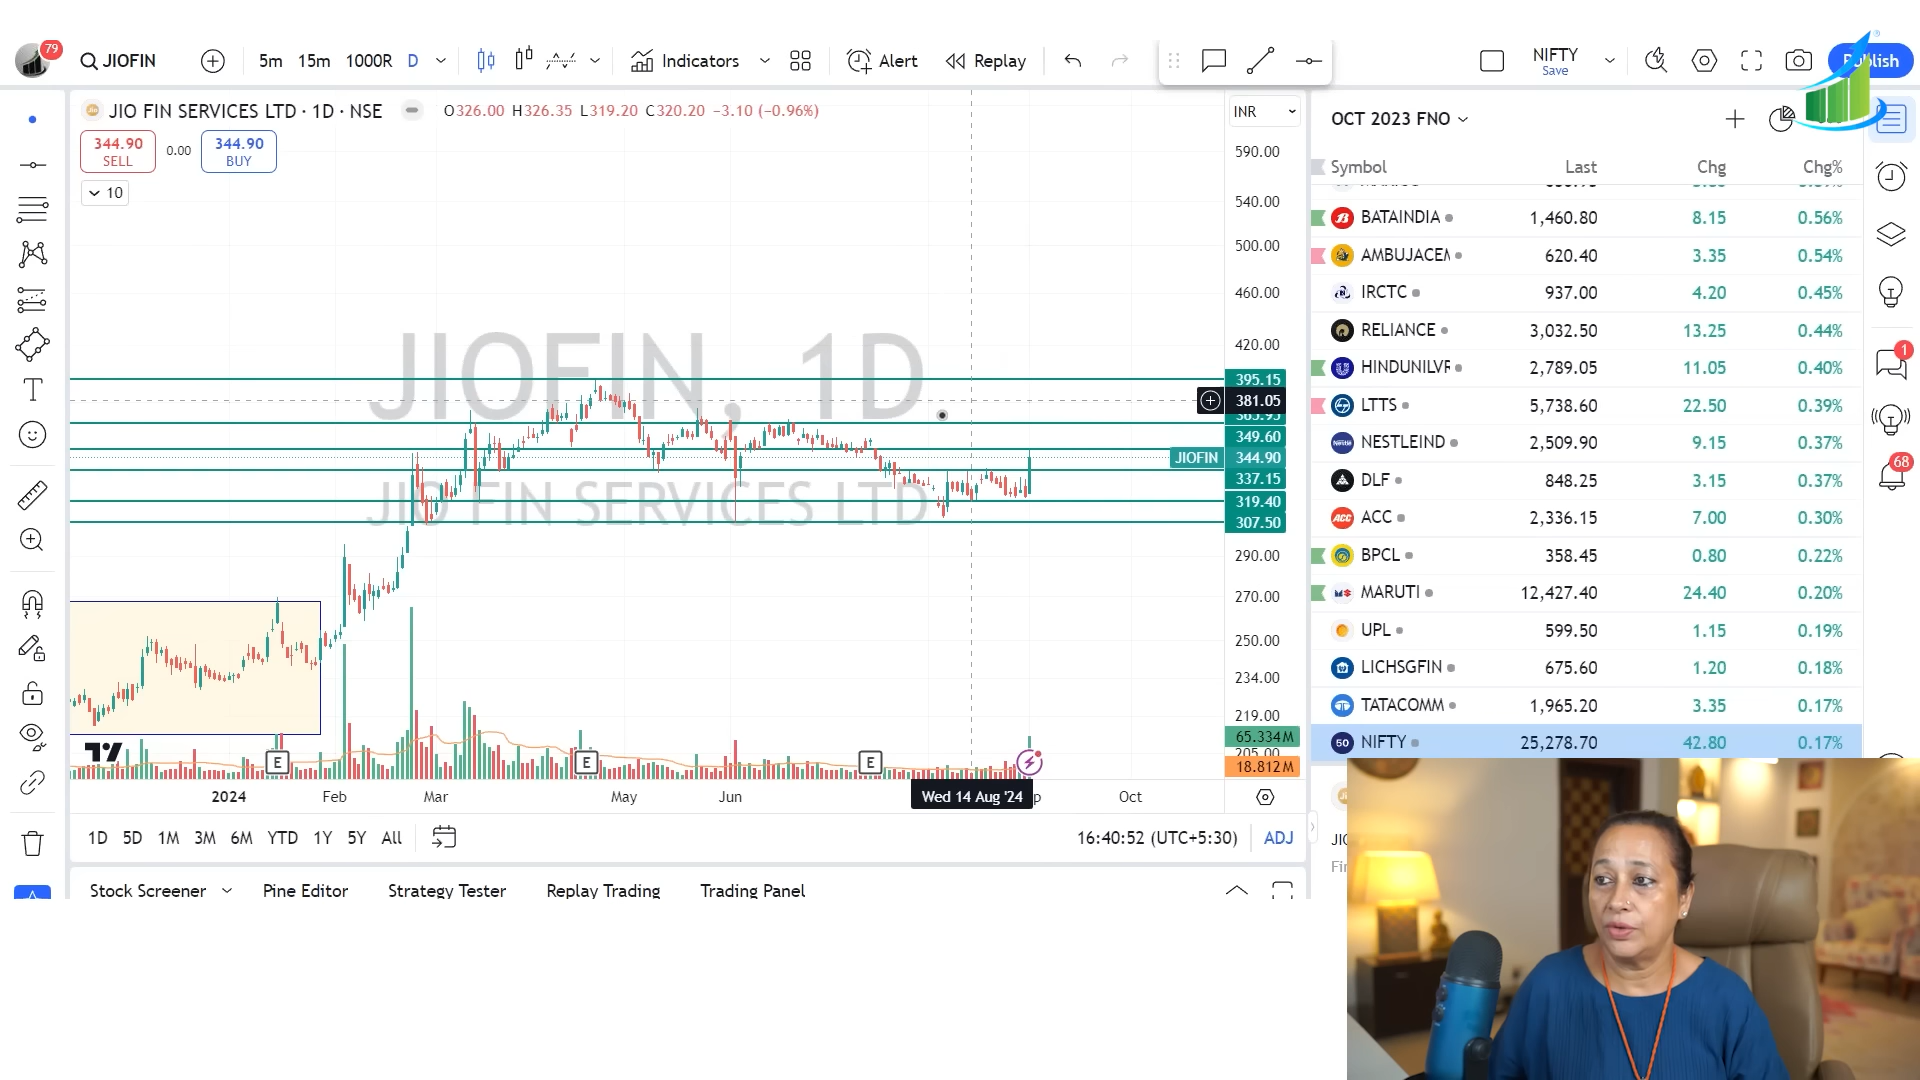 79 JIOFIN 5m 15m 1000R D Indicators Alert Replay NIFTY Save Publish
JIO FIN SERVICES LTD · 1D · NSE O326.00 H326.35 L319.20 C320.20 −3.10 (−0.96%) INR
344.90 SELL 0.00 344.90 BUY
10
JIOFIN, 1D
JIO FIN SERVICES LTD
590.00
540.00
500.00
460.00
420.00
395.15
381.05
365.95
349.60
JIOFIN 344.90
337.15
319.40
307.50
290.00
270.00
250.00
234.00
219.00
65.334M
205.00
18.812M
E E E
2024 Feb Mar May Jun Wed 14 Aug '24 Oct
1D 5D 1M 3M 6M YTD 1Y 5Y All 16:40:52 (UTC+5:30) ADJ
Stock Screener Pine Editor Strategy Tester Replay Trading Trading Panel
OCT 2023 FNO
Symbol Last Chg Chg%
BATAINDIA 1,460.80 8.15 0.56%
AMBUJACEM 620.40 3.35 0.54%
IRCTC 937.00 4.20 0.45%
RELIANCE 3,032.50 13.25 0.44%
HINDUNILVR 2,789.05 11.05 0.40%
LTTS 5,738.60 22.50 0.39%
NESTLEIND 2,509.90 9.15 0.37%
DLF 848.25 3.15 0.37%
ACC 2,336.15 7.00 0.30%
BPCL 358.45 0.80 0.22%
MARUTI 12,427.40 24.40 0.20%
UPL 599.50 1.15 0.19%
LICHSGFIN 675.60 1.20 0.18%
TATACOMM 1,965.20 3.35 0.17%
50 NIFTY 25,278.70 42.80 0.17%
1
68